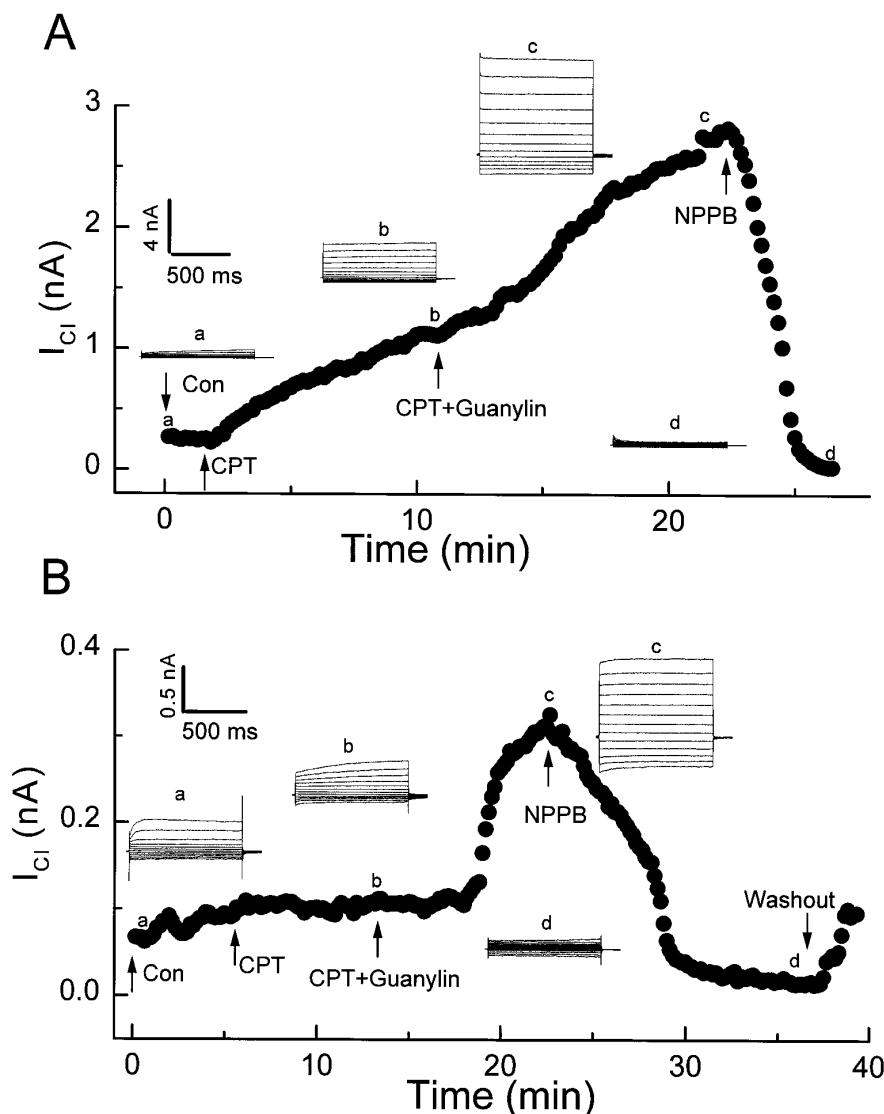 A
c
3
c
NPPB
4 nA
500 ms
b
2
I_Cl (nA)
b
CPT+Guanylin
a
1
Con
a
CPT
d
d
0
0
10
20
Time (min)
B
0.4
c
0.5 nA
500 ms
c
b
NPPB
a
I_Cl (nA)
0.2
b
a
d
Washout
d
Con
CPT
CPT+Guanylin
0.0
0
10
20
30
40
Time (min)